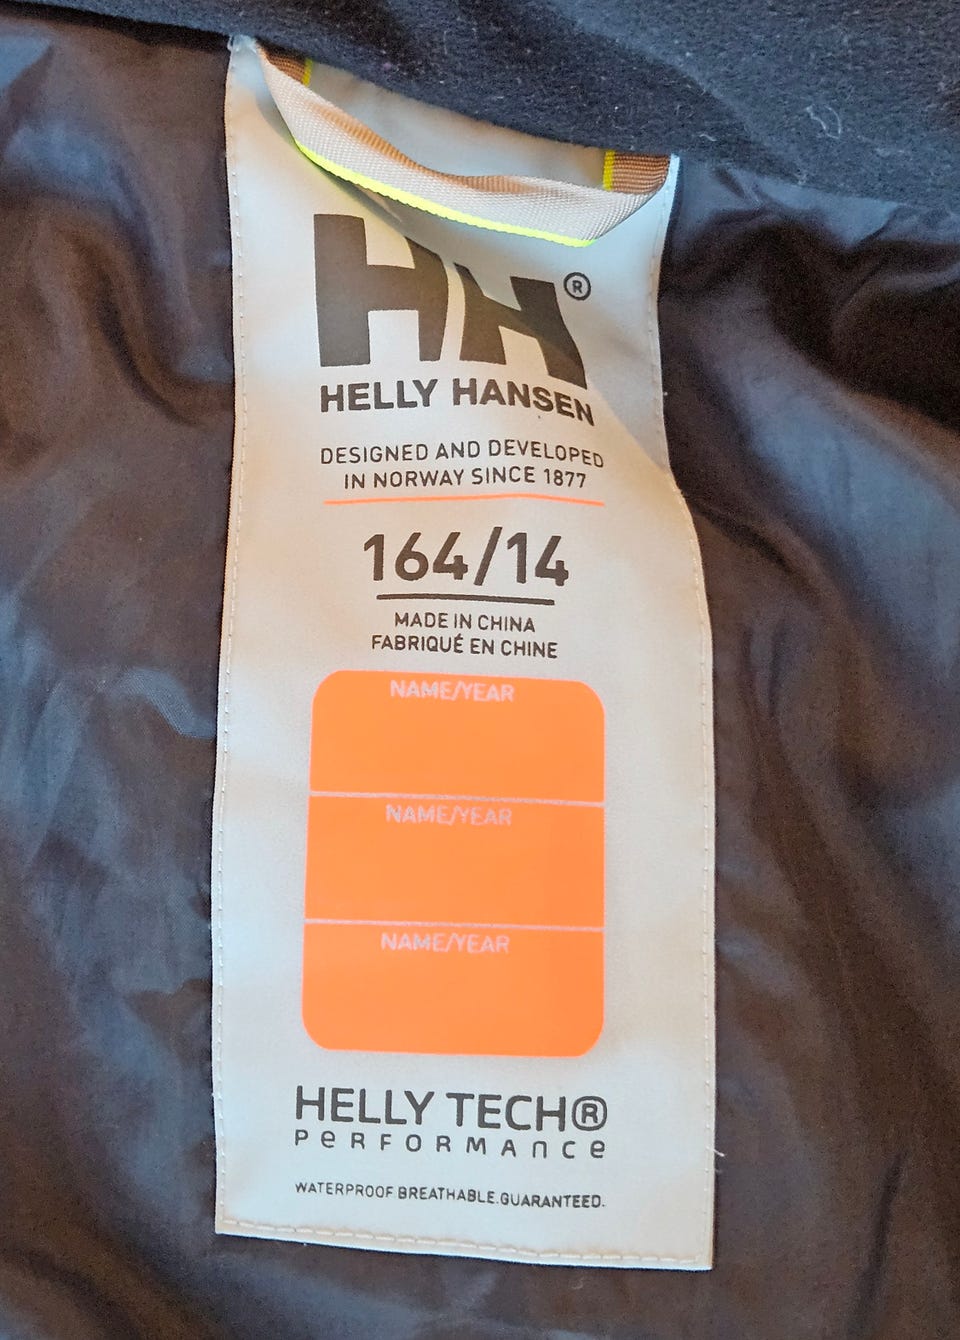 HH®
HELLY HANSEN
DESIGNED AND DEVELOPED
IN NORWAY SINCE 1877
164/14
MADE IN CHINA
FABRIQUÉ EN CHINE
NAME/YEAR
NAME/YEAR
NAME/YEAR
HELLY TECH®
PeRFORMAnce
WATERPROOF.BREATHABLE.GUARANTEED.